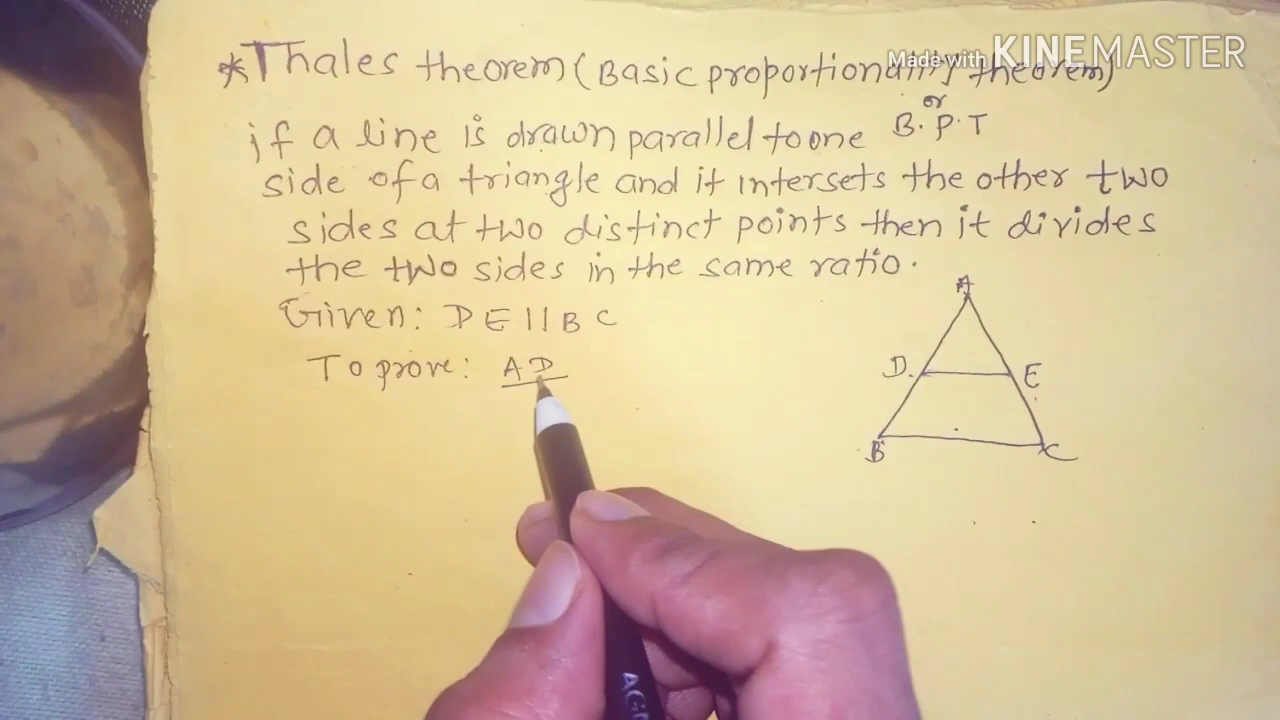 Made with KINEMASTER
*Thales theorem (Basic proportionality theorem)
or
B.P.T
if a line is drawn parallel to one
side of a triangle and it intersets the other two
sides at two distinct points then it divides
the two sides in the same ratio.
Given: DE || BC
To prove: AD
A
D
E
B
C
AG